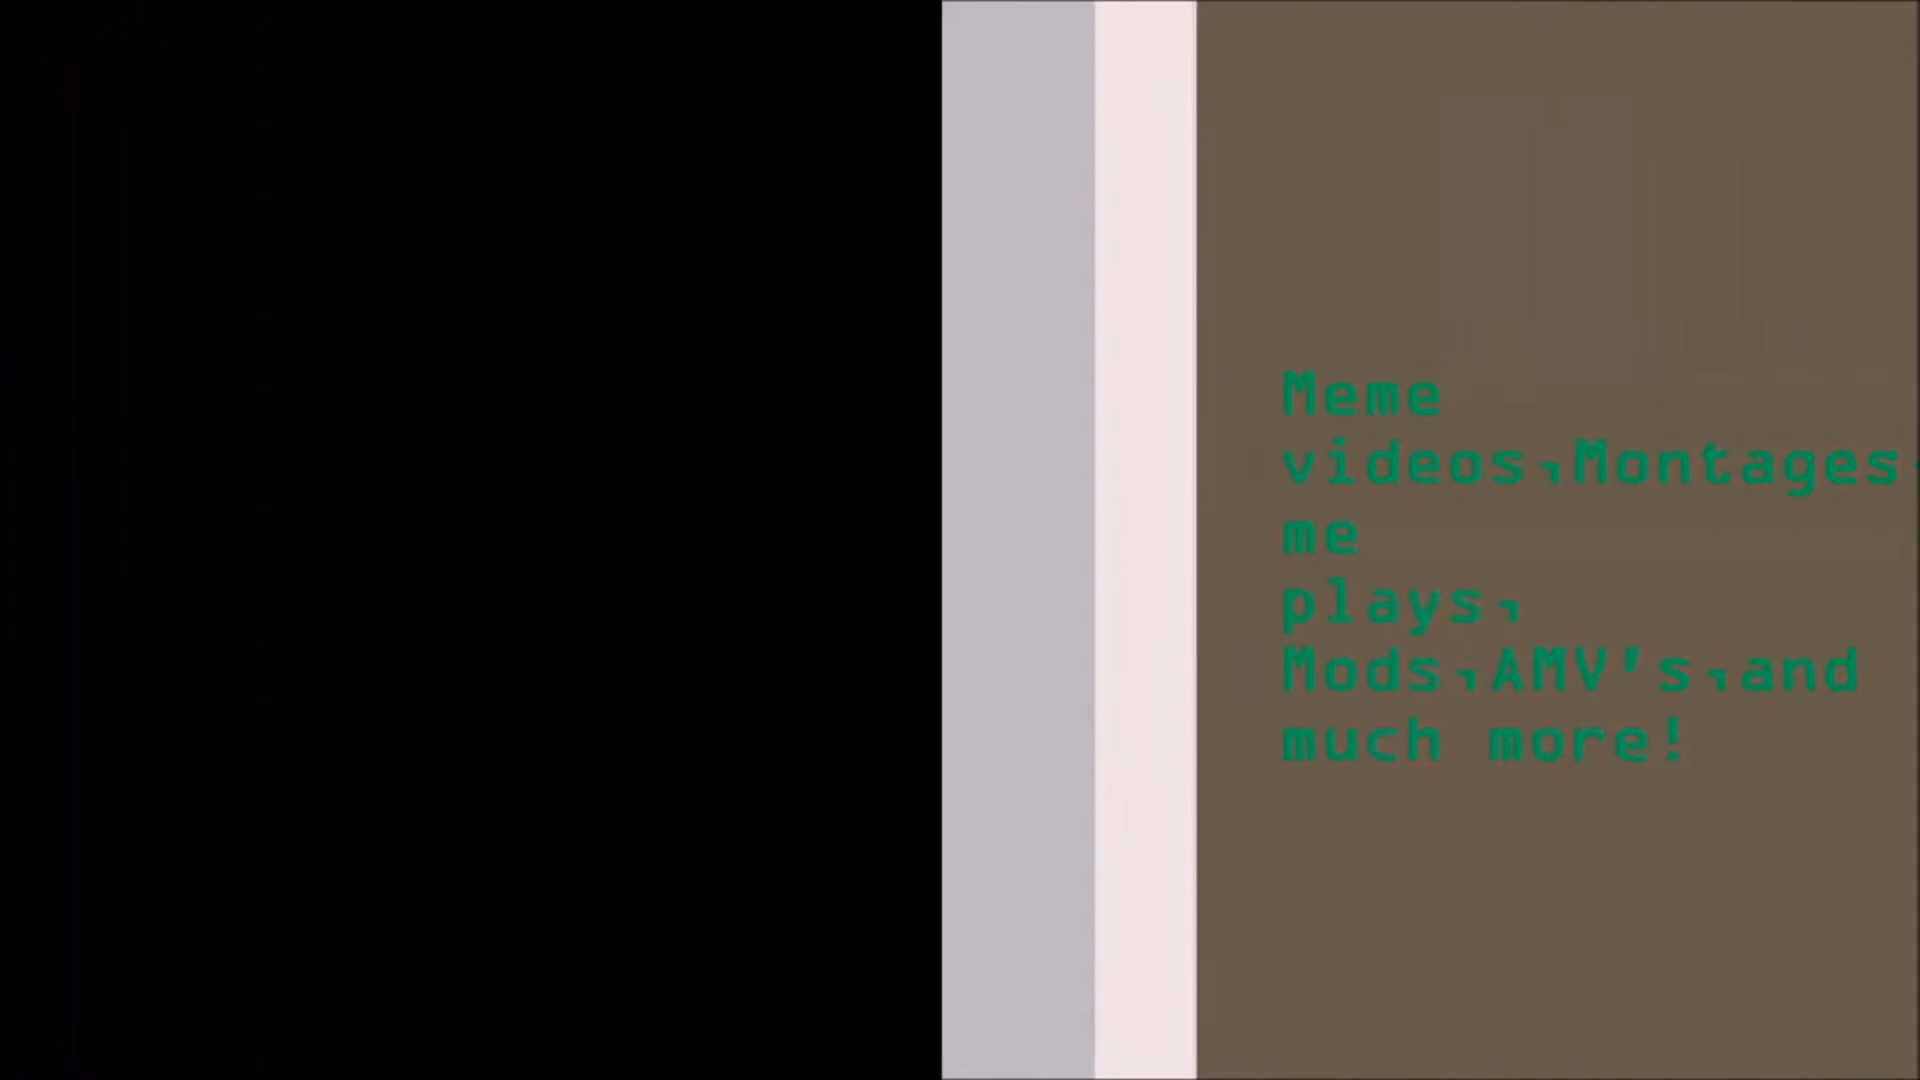 Meme
videos,Montages
me
plays,
Mods,AMV's,and
much more!